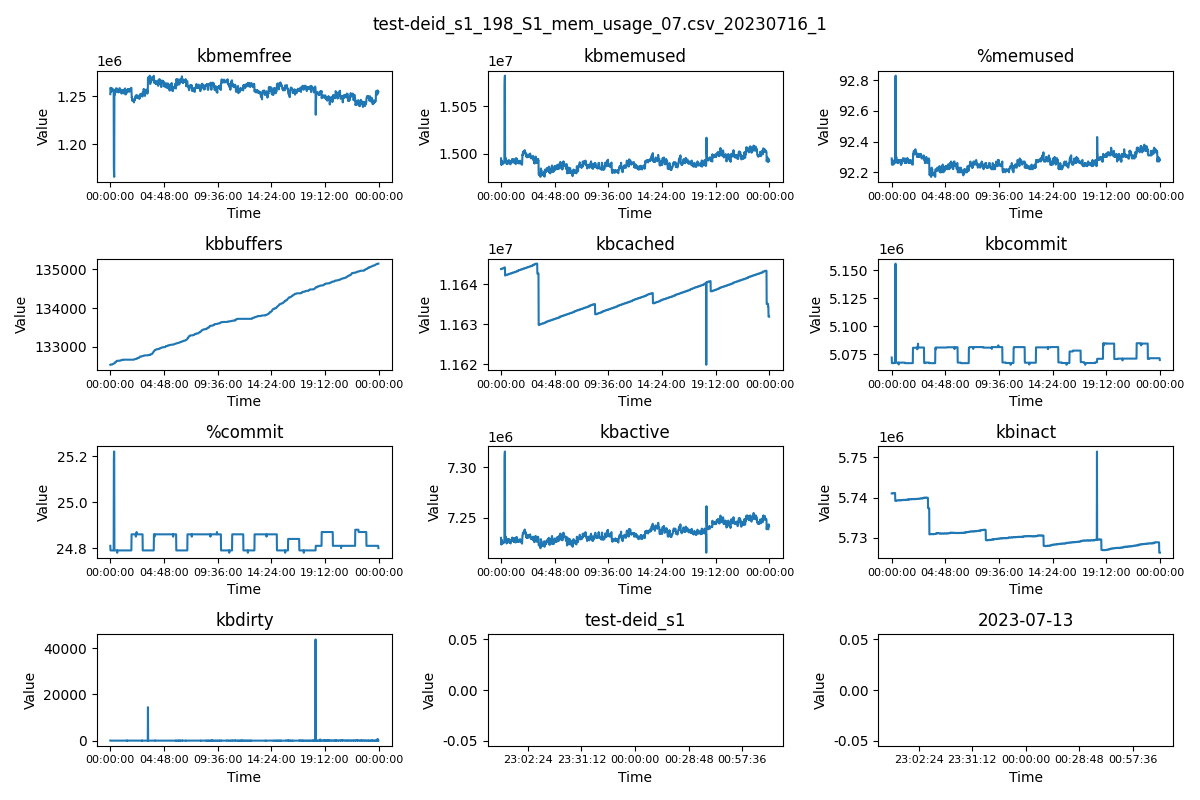 test-deid_s1_198_S1_mem_usage_07.csv_20230716_1
kbmemfree
1e6
1.25
1.20
Value
00:00:00 04:48:00 09:36:00 14:24:00 19:12:00 00:00:00
Time
kbmemused
1e7
1.505
1.500
Value
00:00:00 04:48:00 09:36:00 14:24:00 19:12:00 00:00:00
Time
%memused
92.8
92.6
92.4
92.2
Value
00:00:00 04:48:00 09:36:00 14:24:00 19:12:00 00:00:00
Time
kbbuffers
135000
134000
133000
Value
00:00:00 04:48:00 09:36:00 14:24:00 19:12:00 00:00:00
Time
kbcached
1e7
1.164
1.163
1.162
Value
00:00:00 04:48:00 09:36:00 14:24:00 19:12:00 00:00:00
Time
kbcommit
1e6
5.150
5.125
5.100
5.075
Value
00:00:00 04:48:00 09:36:00 14:24:00 19:12:00 00:00:00
Time
%commit
25.2
25.0
24.8
Value
00:00:00 04:48:00 09:36:00 14:24:00 19:12:00 00:00:00
Time
kbactive
1e6
7.30
7.25
Value
00:00:00 04:48:00 09:36:00 14:24:00 19:12:00 00:00:00
Time
kbinact
1e6
5.75
5.74
5.73
Value
00:00:00 04:48:00 09:36:00 14:24:00 19:12:00 00:00:00
Time
kbdirty
40000
20000
0
Value
00:00:00 04:48:00 09:36:00 14:24:00 19:12:00 00:00:00
Time
test-deid_s1
0.05
0.00
-0.05
Value
23:02:24 23:31:12 00:00:00 00:28:48 00:57:36
Time
2023-07-13
0.05
0.00
-0.05
Value
23:02:24 23:31:12 00:00:00 00:28:48 00:57:36
Time